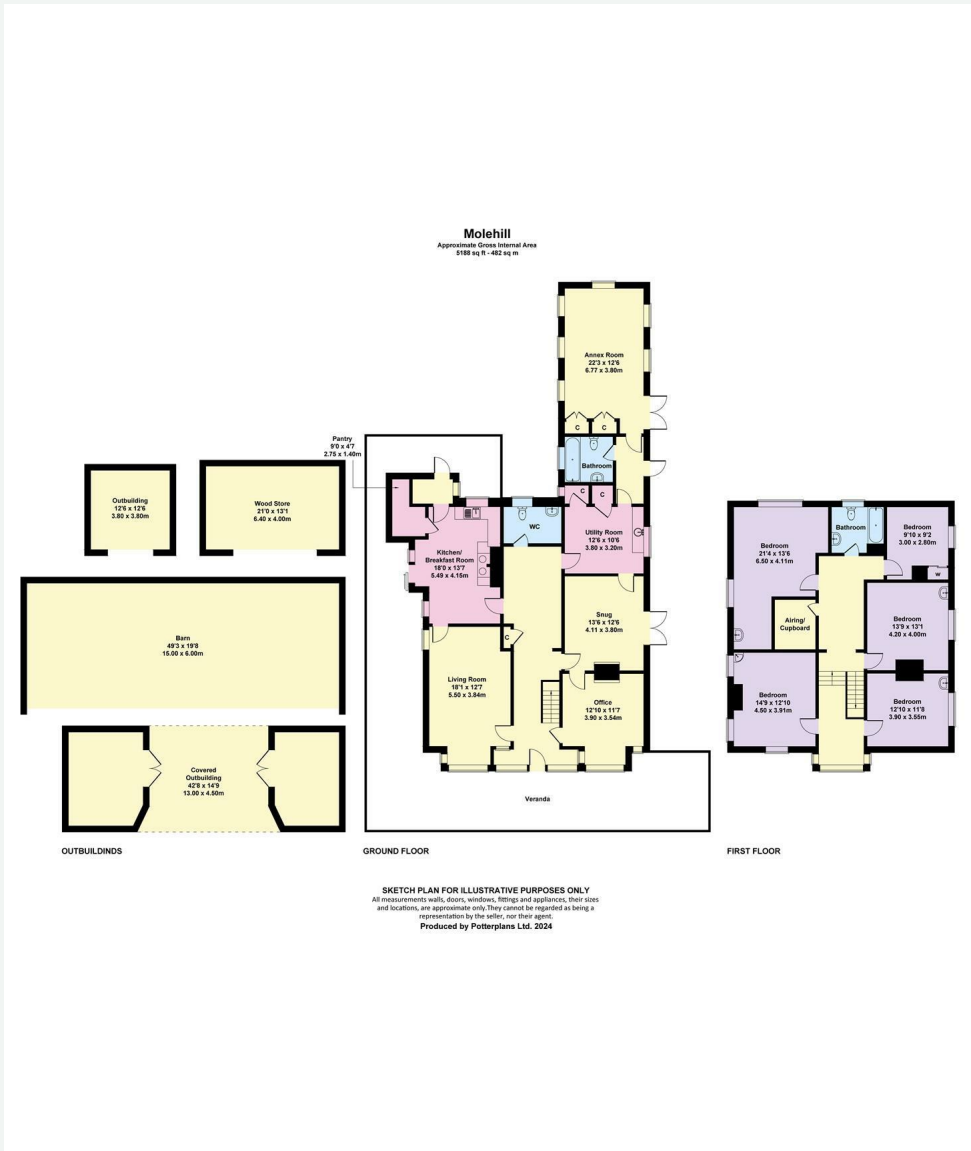 Molehill
Approximate Gross Internal Area
5188 sq ft - 482 sq m
Annex Room
22'3 x 12'6
6.77 x 3.80m
C
C
Pantry
9'0 x 4'7
2.75 x 1.40m
Bathroom
C
C
Outbuilding
12'6 x 12'6
3.80 x 3.80m
Wood Store
21'0 x 13'1
6.40 x 4.00m
WC
Utility Room
12'6 x 10'6
3.80 x 3.20m
Kitchen/
Breakfast Room
18'0 x 13'7
5.49 x 4.15m
Bathroom
Bedroom
9'10 x 9'2
3.00 x 2.80m
Bedroom
21'4 x 13'6
6.50 x 4.11m
W
Snug
13'6 x 12'6
4.11 x 3.80m
Airing/
Cupboard
Bedroom
13'9 x 13'1
4.20 x 4.00m
Barn
49'3 x 19'8
15.00 x 6.00m
C
Living Room
18'1 x 12'7
5.50 x 3.84m
Office
12'10 x 11'7
3.90 x 3.54m
Bedroom
14'9 x 12'10
4.50 x 3.91m
Bedroom
12'10 x 11'8
3.90 x 3.55m
Covered
Outbuilding
42'8 x 14'9
13.00 x 4.50m
Veranda
OUTBUILDINDS
GROUND FLOOR
FIRST FLOOR
SKETCH PLAN FOR ILLUSTRATIVE PURPOSES ONLY
All measurements walls, doors, windows, fittings and appliances, their sizes
and locations, are approximate only.They cannot be regarded as being a
representation by the seller, nor their agent.
Produced by Potterplans Ltd. 2024